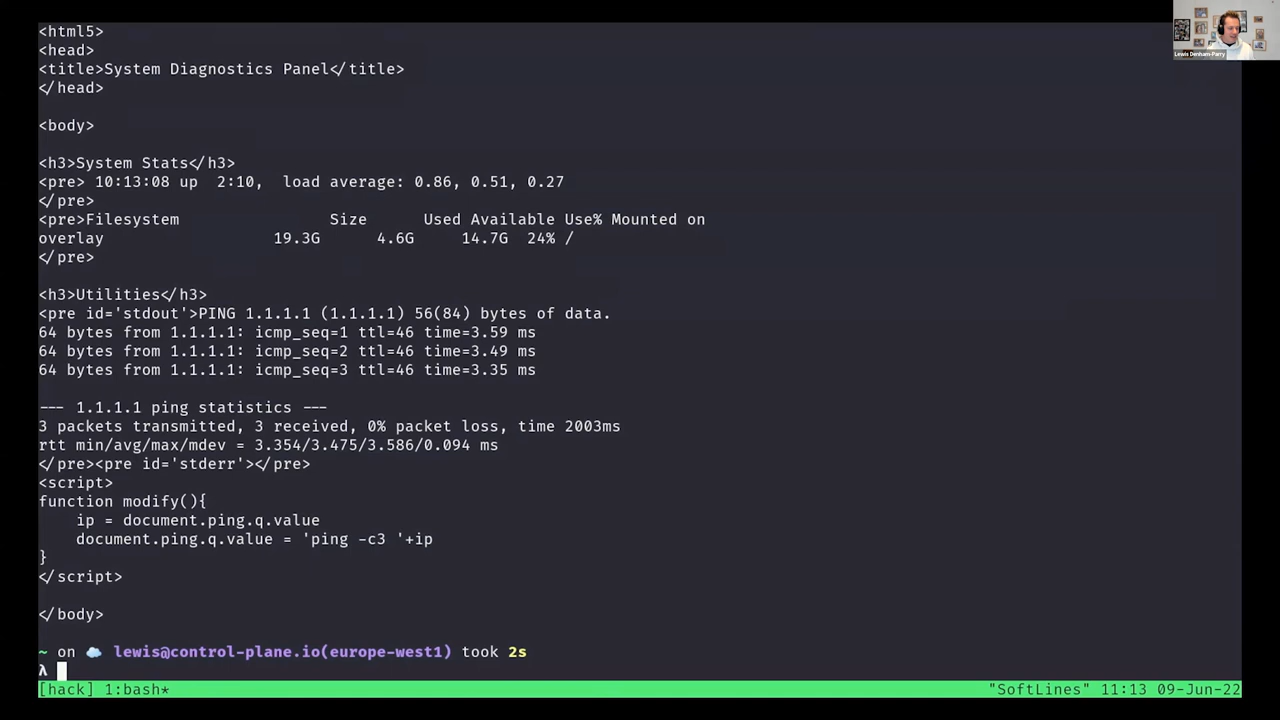 <html5>
<head>
<title>System Diagnostics Panel</title>
</head>
<body>
<h3>System Stats</h3>
<pre> 10:13:08 up  2:10,  load average: 0.86, 0.51, 0.27
</pre>
<pre>Filesystem                Size      Used Available Use% Mounted on
overlay                  19.3G      4.6G     14.7G  24% /
</pre>
<h3>Utilities</h3>
<pre id='stdout'>PING 1.1.1.1 (1.1.1.1) 56(84) bytes of data.
64 bytes from 1.1.1.1: icmp_seq=1 ttl=46 time=3.59 ms
64 bytes from 1.1.1.1: icmp_seq=2 ttl=46 time=3.49 ms
64 bytes from 1.1.1.1: icmp_seq=3 ttl=46 time=3.35 ms
--- 1.1.1.1 ping statistics ---
3 packets transmitted, 3 received, 0% packet loss, time 2003ms
rtt min/avg/max/mdev = 3.354/3.475/3.586/0.094 ms
</pre><pre id='stderr'></pre>
<script>
function modify(){
    ip = document.ping.q.value
    document.ping.q.value = 'ping -c3 '+ip
}
</script>
</body>
~ on ☁️ lewis@control-plane.io(europe-west1) took 2s
λ
[hack] 1:bash* "SoftLines" 11:13 09-Jun-22
Lewis Denham-Parry